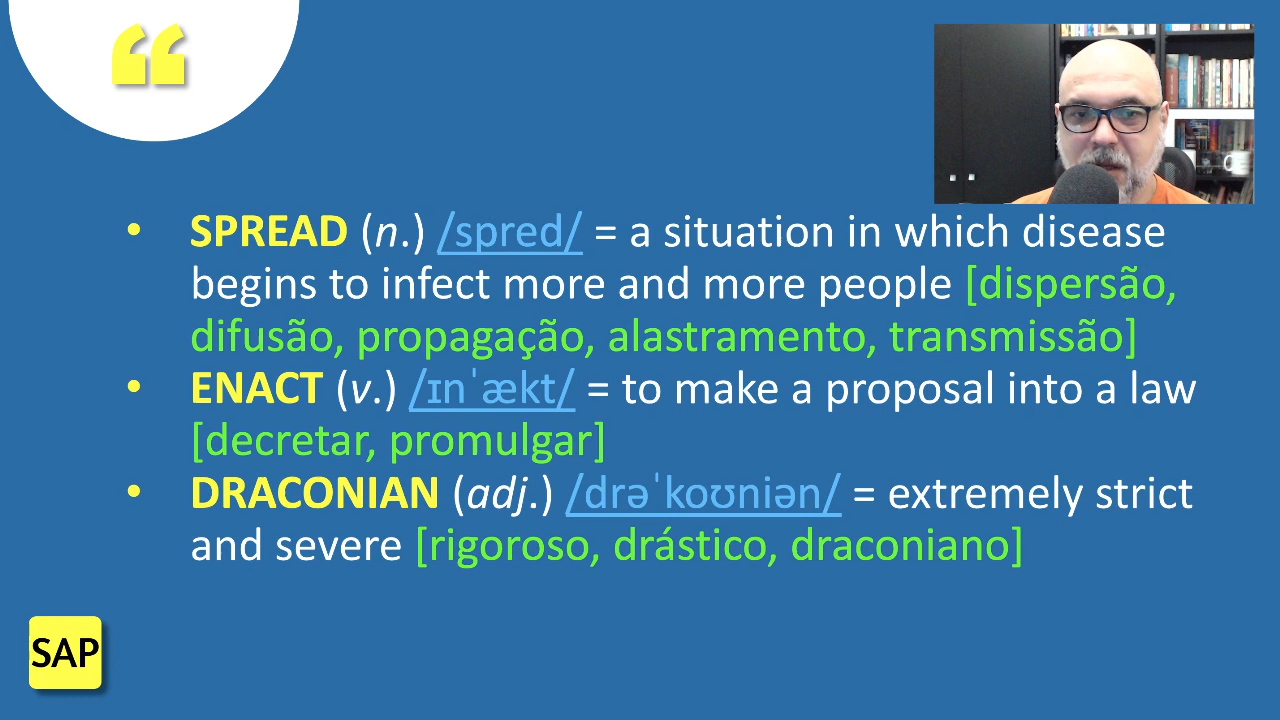 “
• SPREAD (n.) /spred/ = a situation in which disease
begins to infect more and more people [dispersão,
difusão, propagação, alastramento, transmissão]
• ENACT (v.) /ɪnˈækt/ = to make a proposal into a law
[decretar, promulgar]
• DRACONIAN (adj.) /drəˈkoʊniən/ = extremely strict
and severe [rigoroso, drástico, draconiano]
SAP